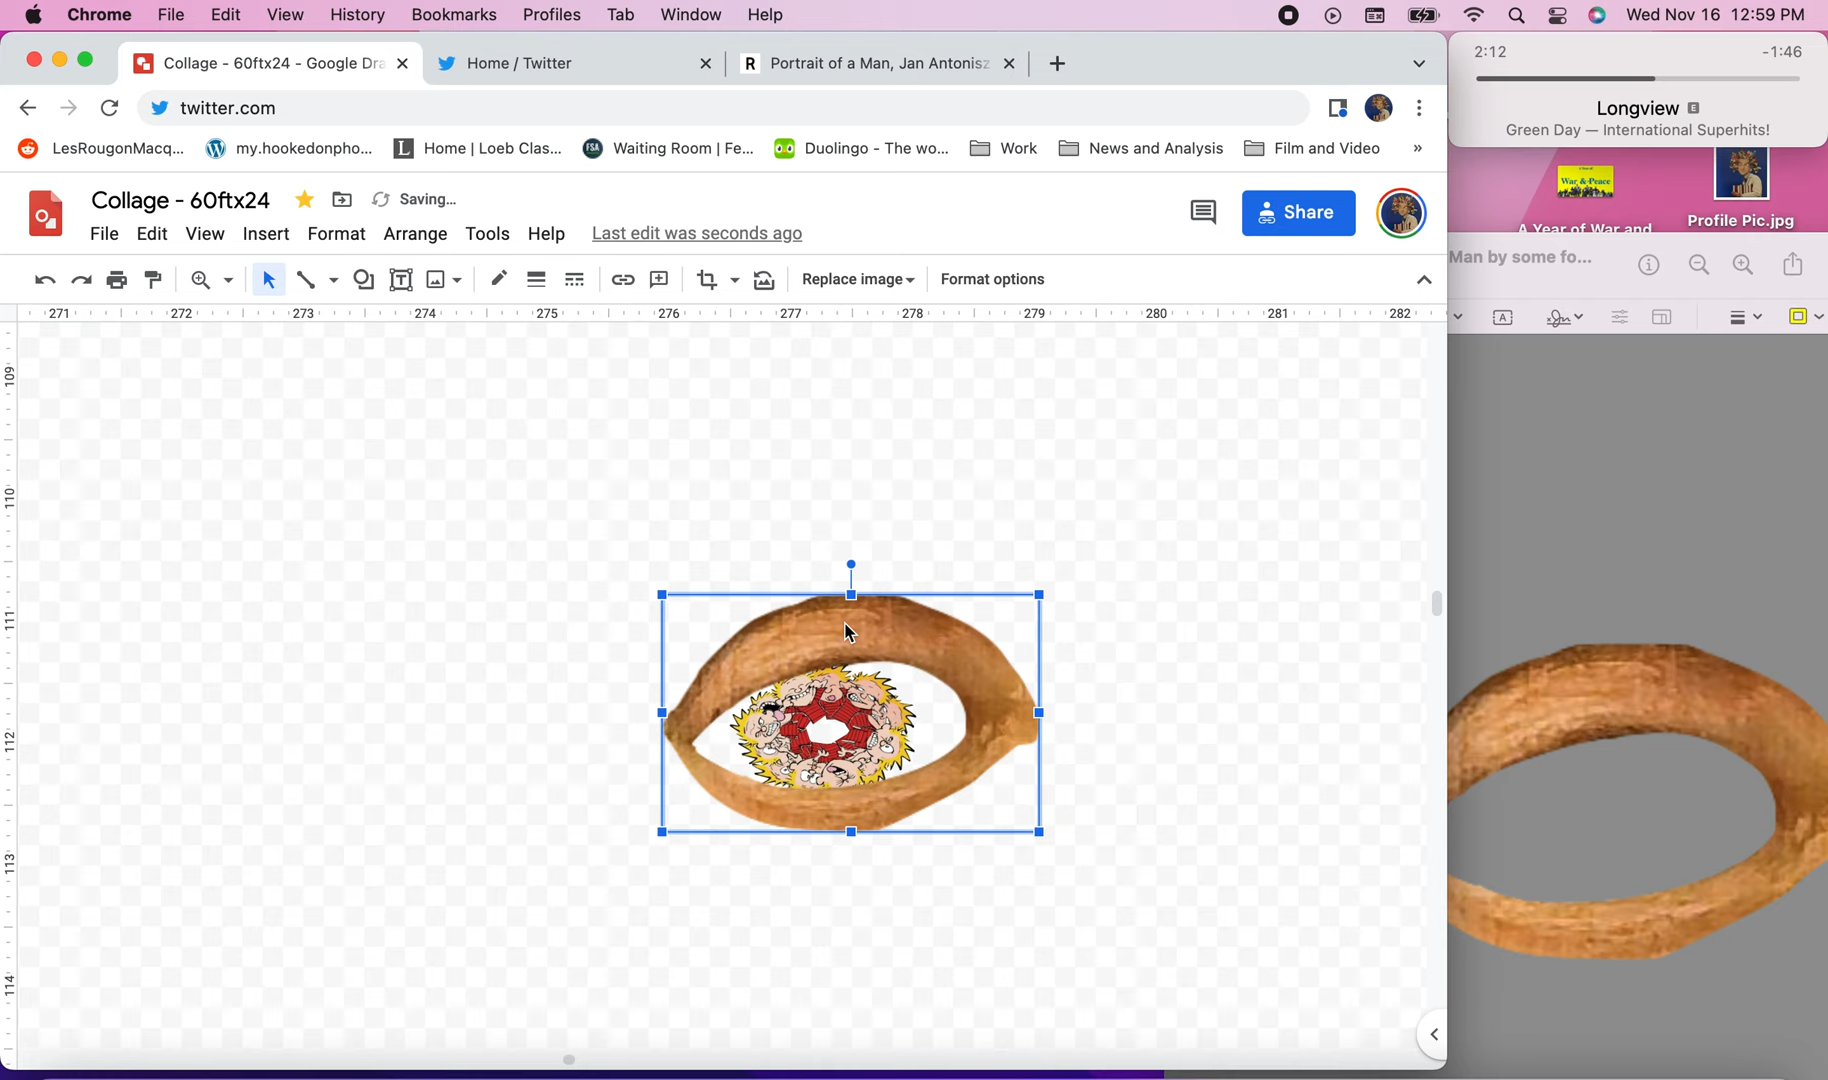 Chrome File Edit View History Bookmarks Profiles Tab Window Help Wed Nov 16 12:59 PM
Collage - 60ftx24 - Google Dra Home / Twitter R Portrait of a Man, Jan Antonisz
2:12 -1:46
twitter.com
Longview E
Green Day — International Superhits!
LesRougonMacq... my.hookedonpho... L Home | Loeb Clas... FSA Waiting Room | Fe... Duolingo - The wo... Work News and Analysis Film and Video »
War & Peace
Collage - 60ftx24 Saving... Share
A Year of War and Profile Pic.jpg
File Edit View Insert Format Arrange Tools Help Last edit was seconds ago
Man by some fo...
Replace image Format options
271 272 273 274 275 276 277 278 279 280 281 282
A
109
110
111
112
113
114